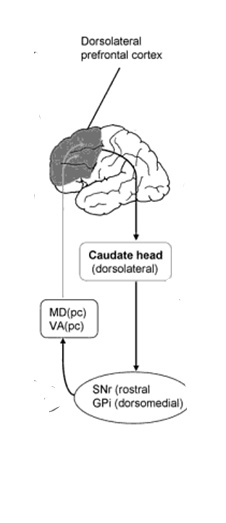 Dorsolateral
prefrontal cortex
Caudate head
(dorsolateral)
MD(pc)
VA(pc)
SNr (rostral
GPi (dorsomedial)